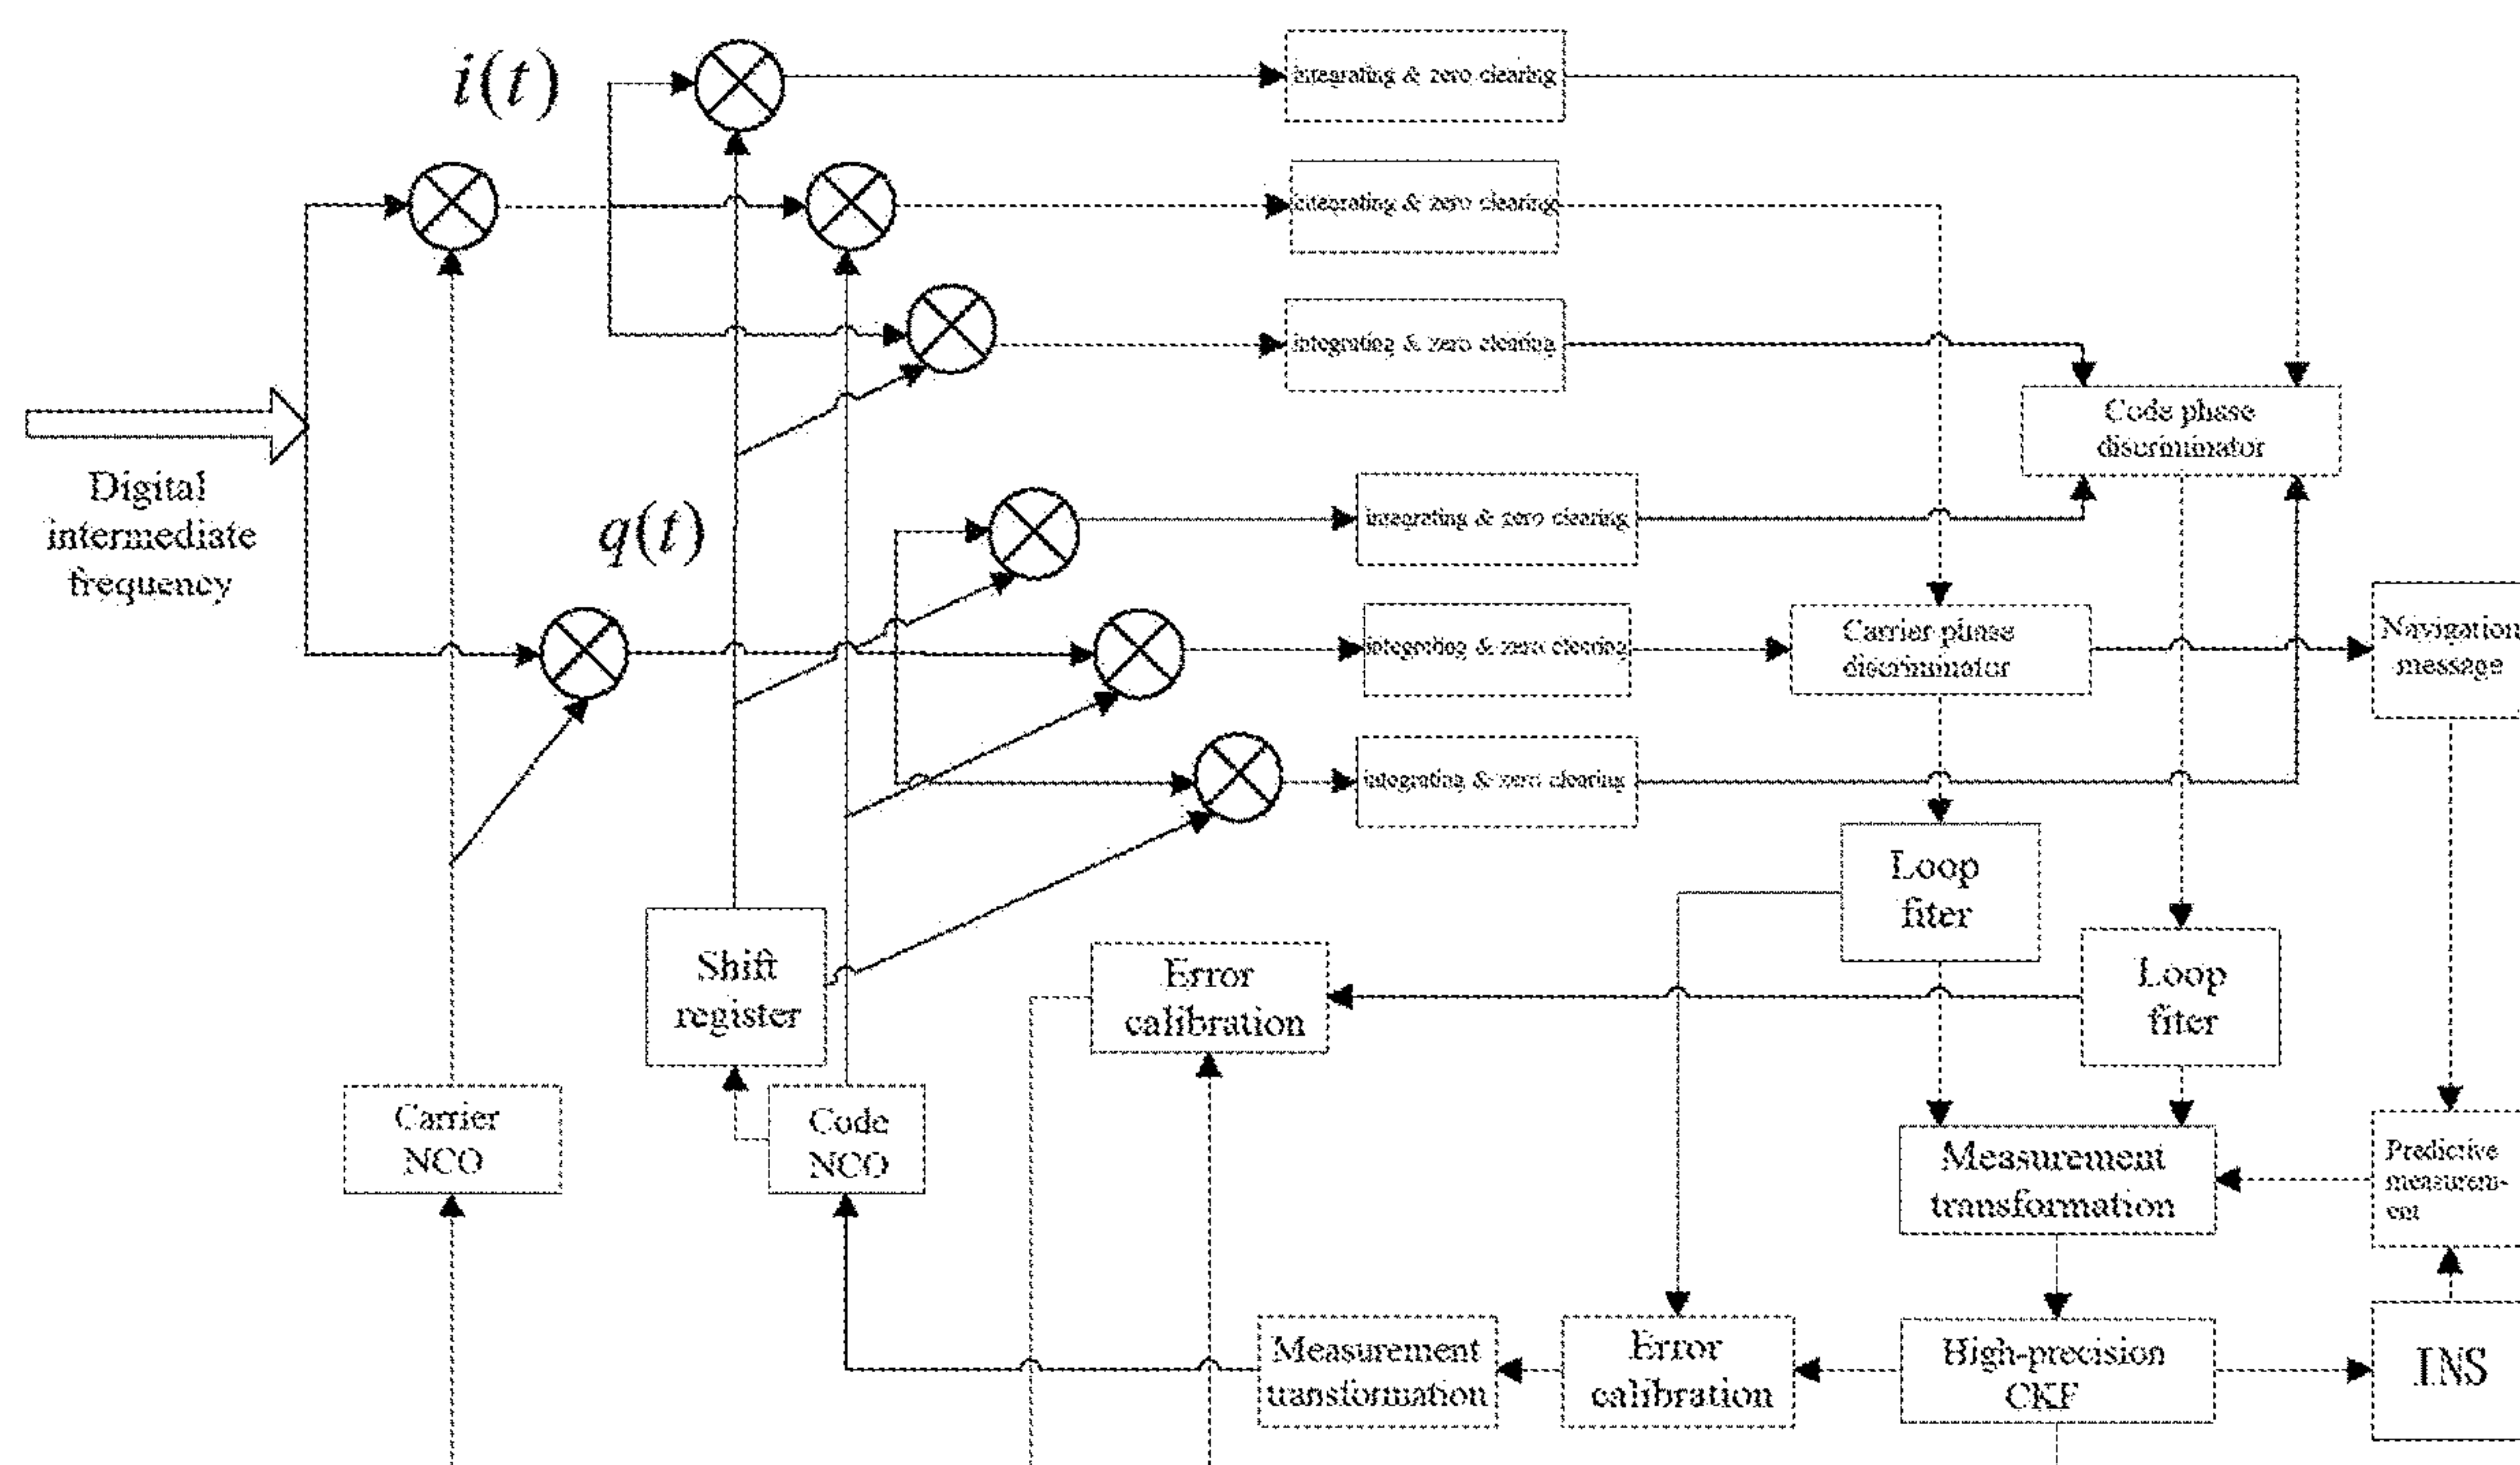 i(t)
integrating & zero clearing
integrating & zero clearing
integrating & zero clearing
Code phase
discriminator
Digital
intermediate
frequency
q(t)
integrating & zero clearing
integrating & zero clearing
Carrier phase
discriminator
Navigation
message
integrating & zero clearing
Loop
fiter
Shift
register
Error
calibration
Loop
fiter
Carrier
NCO
Code
NCO
Measurement
transformation
Predictive
measurem-
ent
Measurement
transformation
Error
calibration
High-precision
CKF
INS